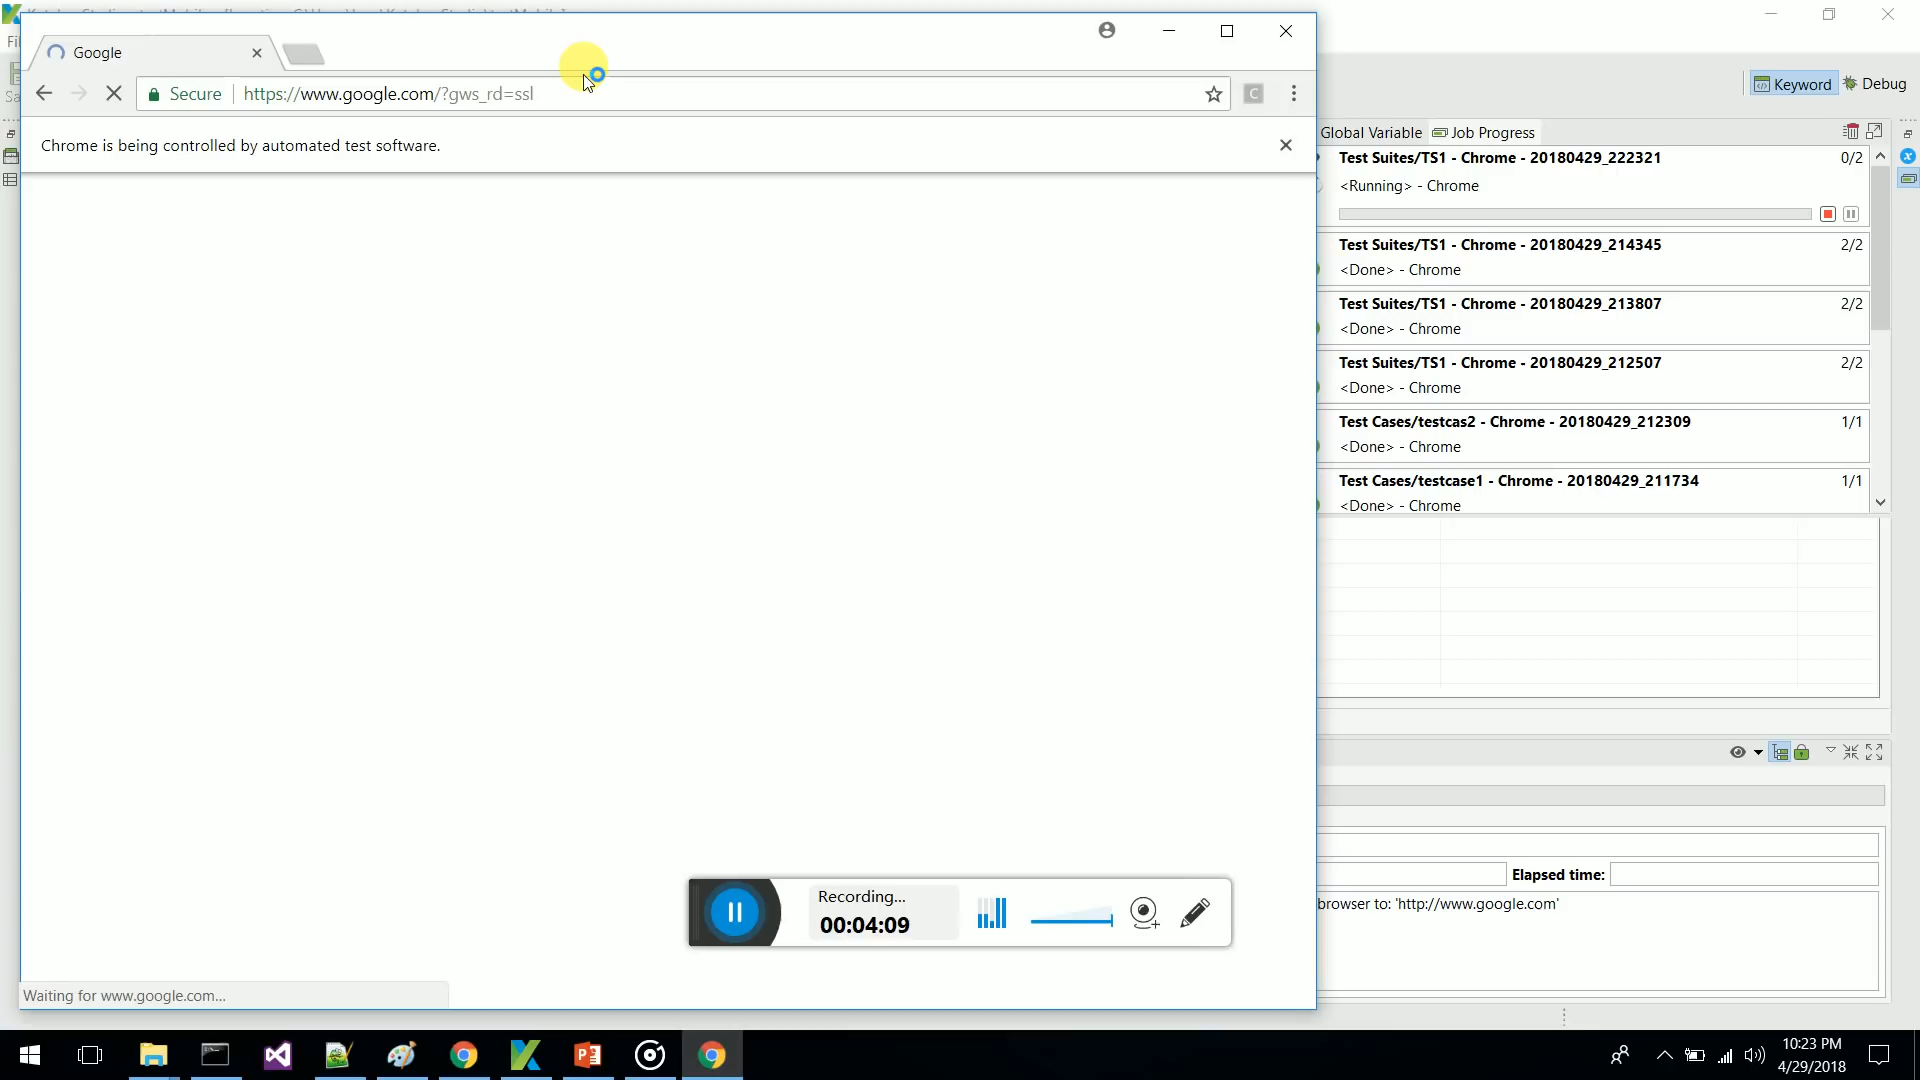 Google
Secure
https://www.google.com/?gws_rd=ssl
C
Chrome is being controlled by automated test software.
Keyword
Debug
Global Variable
Job Progress
Test Suites/TS1 - Chrome - 20180429_222321
0/2
<Running> - Chrome
Test Suites/TS1 - Chrome - 20180429_214345
2/2
<Done> - Chrome
Test Suites/TS1 - Chrome - 20180429_213807
2/2
<Done> - Chrome
Test Suites/TS1 - Chrome - 20180429_212507
2/2
<Done> - Chrome
Test Cases/testcas2 - Chrome - 20180429_212309
1/1
<Done> - Chrome
Test Cases/testcase1 - Chrome - 20180429_211734
1/1
<Done> - Chrome
Elapsed time:
browser to: 'http://www.google.com'
Recording...
00:04:09
Waiting for www.google.com...
10:23 PM
4/29/2018